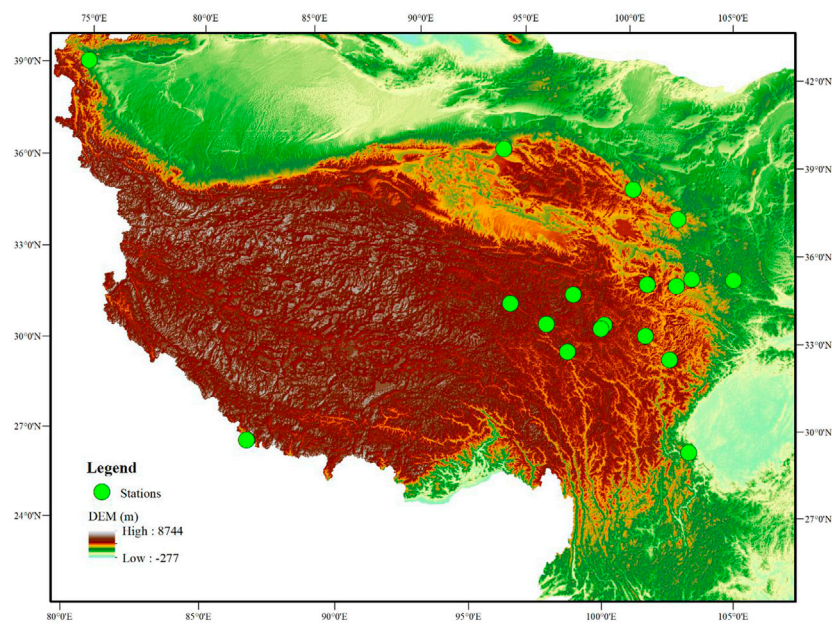 75°0'E 80°0'E 85°0'E 90°0'E 95°0'E 100°0'E 105°0'E
39°0'N
42°0'N
36°0'N
39°0'N
33°0'N
36°0'N
30°0'N
33°0'N
27°0'N
30°0'N
24°0'N
27°0'N
Legend
Stations
DEM (m)
High : 8744
Low : -277
80°0'E 85°0'E 90°0'E 95°0'E 100°0'E 105°0'E